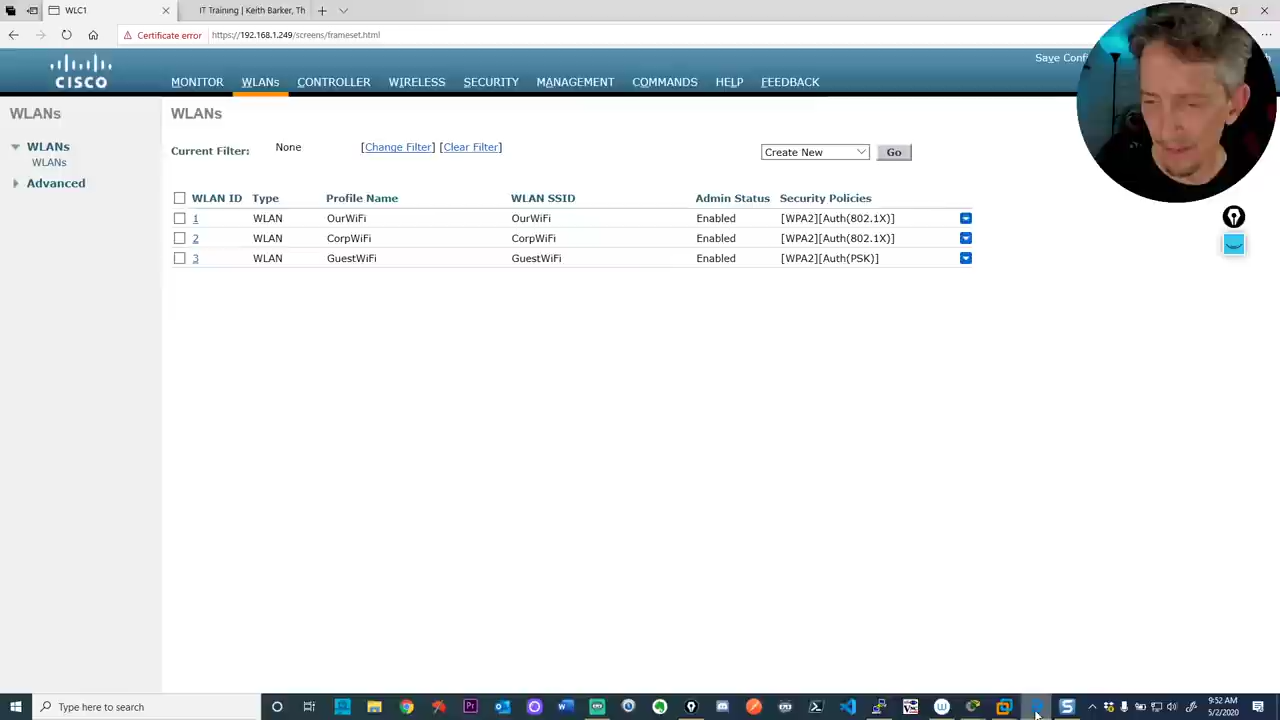 WLC1
IT Training | Keith Barker, Th
Certificate error
https://192.168.1.249/screens/frameset.html
CISCO
Save Confi
MONITOR WLANs CONTROLLER WIRELESS SECURITY MANAGEMENT COMMANDS HELP FEEDBACK
WLANs
WLANs
WLANs
Advanced
WLANs
Current Filter: None [Change Filter] [Clear Filter]
Create New Go
WLAN ID Type Profile Name WLAN SSID Admin Status Security Policies
1 WLAN OurWiFi OurWiFi Enabled [WPA2][Auth(802.1X)]
2 WLAN CorpWiFi CorpWiFi Enabled [WPA2][Auth(802.1X)]
3 WLAN GuestWiFi GuestWiFi Enabled [WPA2][Auth(PSK)]
Type here to search
9:52 AM
5/2/2020